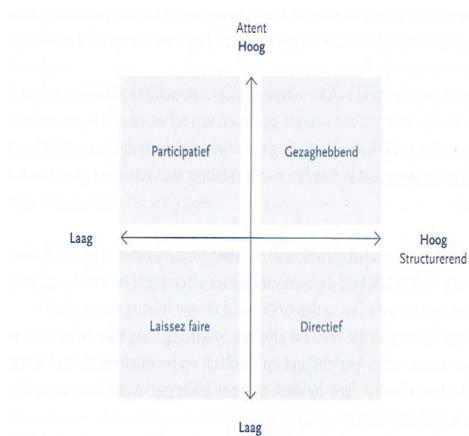 Attent
Hoog
Participatief
Gezaghebbend
Laag
Hoog
Structurerend
Laissez faire
Directief
Laag